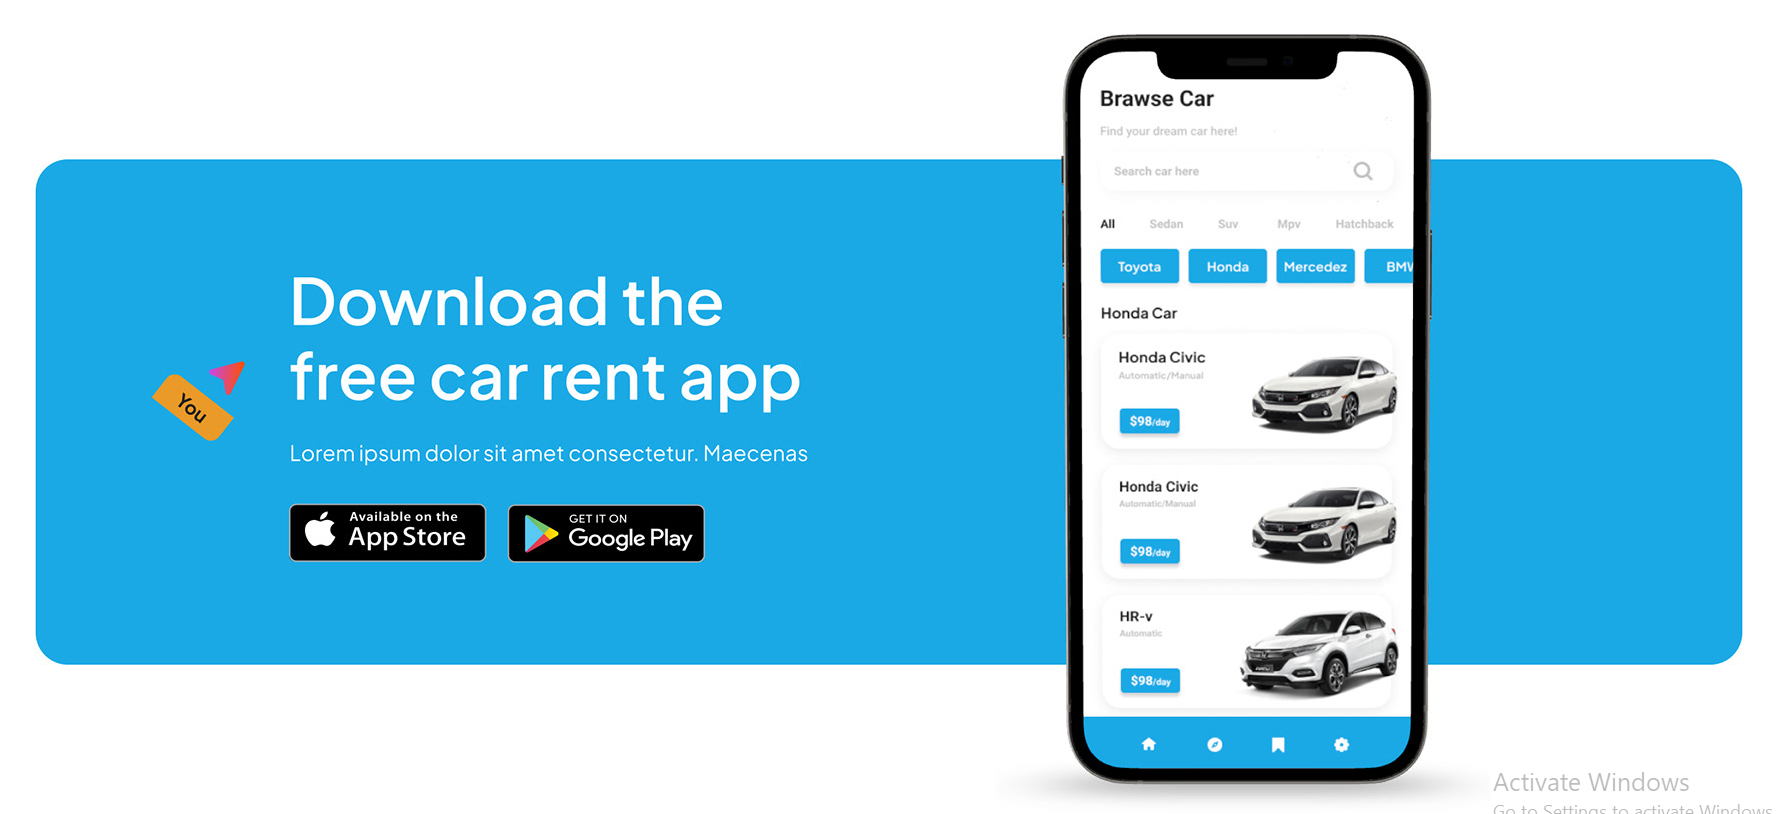 Download the
free car rent app
You
Lorem ipsum dolor sit amet consectetur. Maecenas
Available on the
App Store
GET IT ON
Google Play
Brawse Car
Find your dream car here!
Search car here
All Sedan Suv Mpv Hatchback
Toyota Honda Mercedez BMW
Honda Car
Honda Civic
Automatic/Manual
$98/day
Honda Civic
Automatic/Manual
$98/day
HR-v
Automatic
$98/day
Activate Windows
Go to Settings to activate Windows